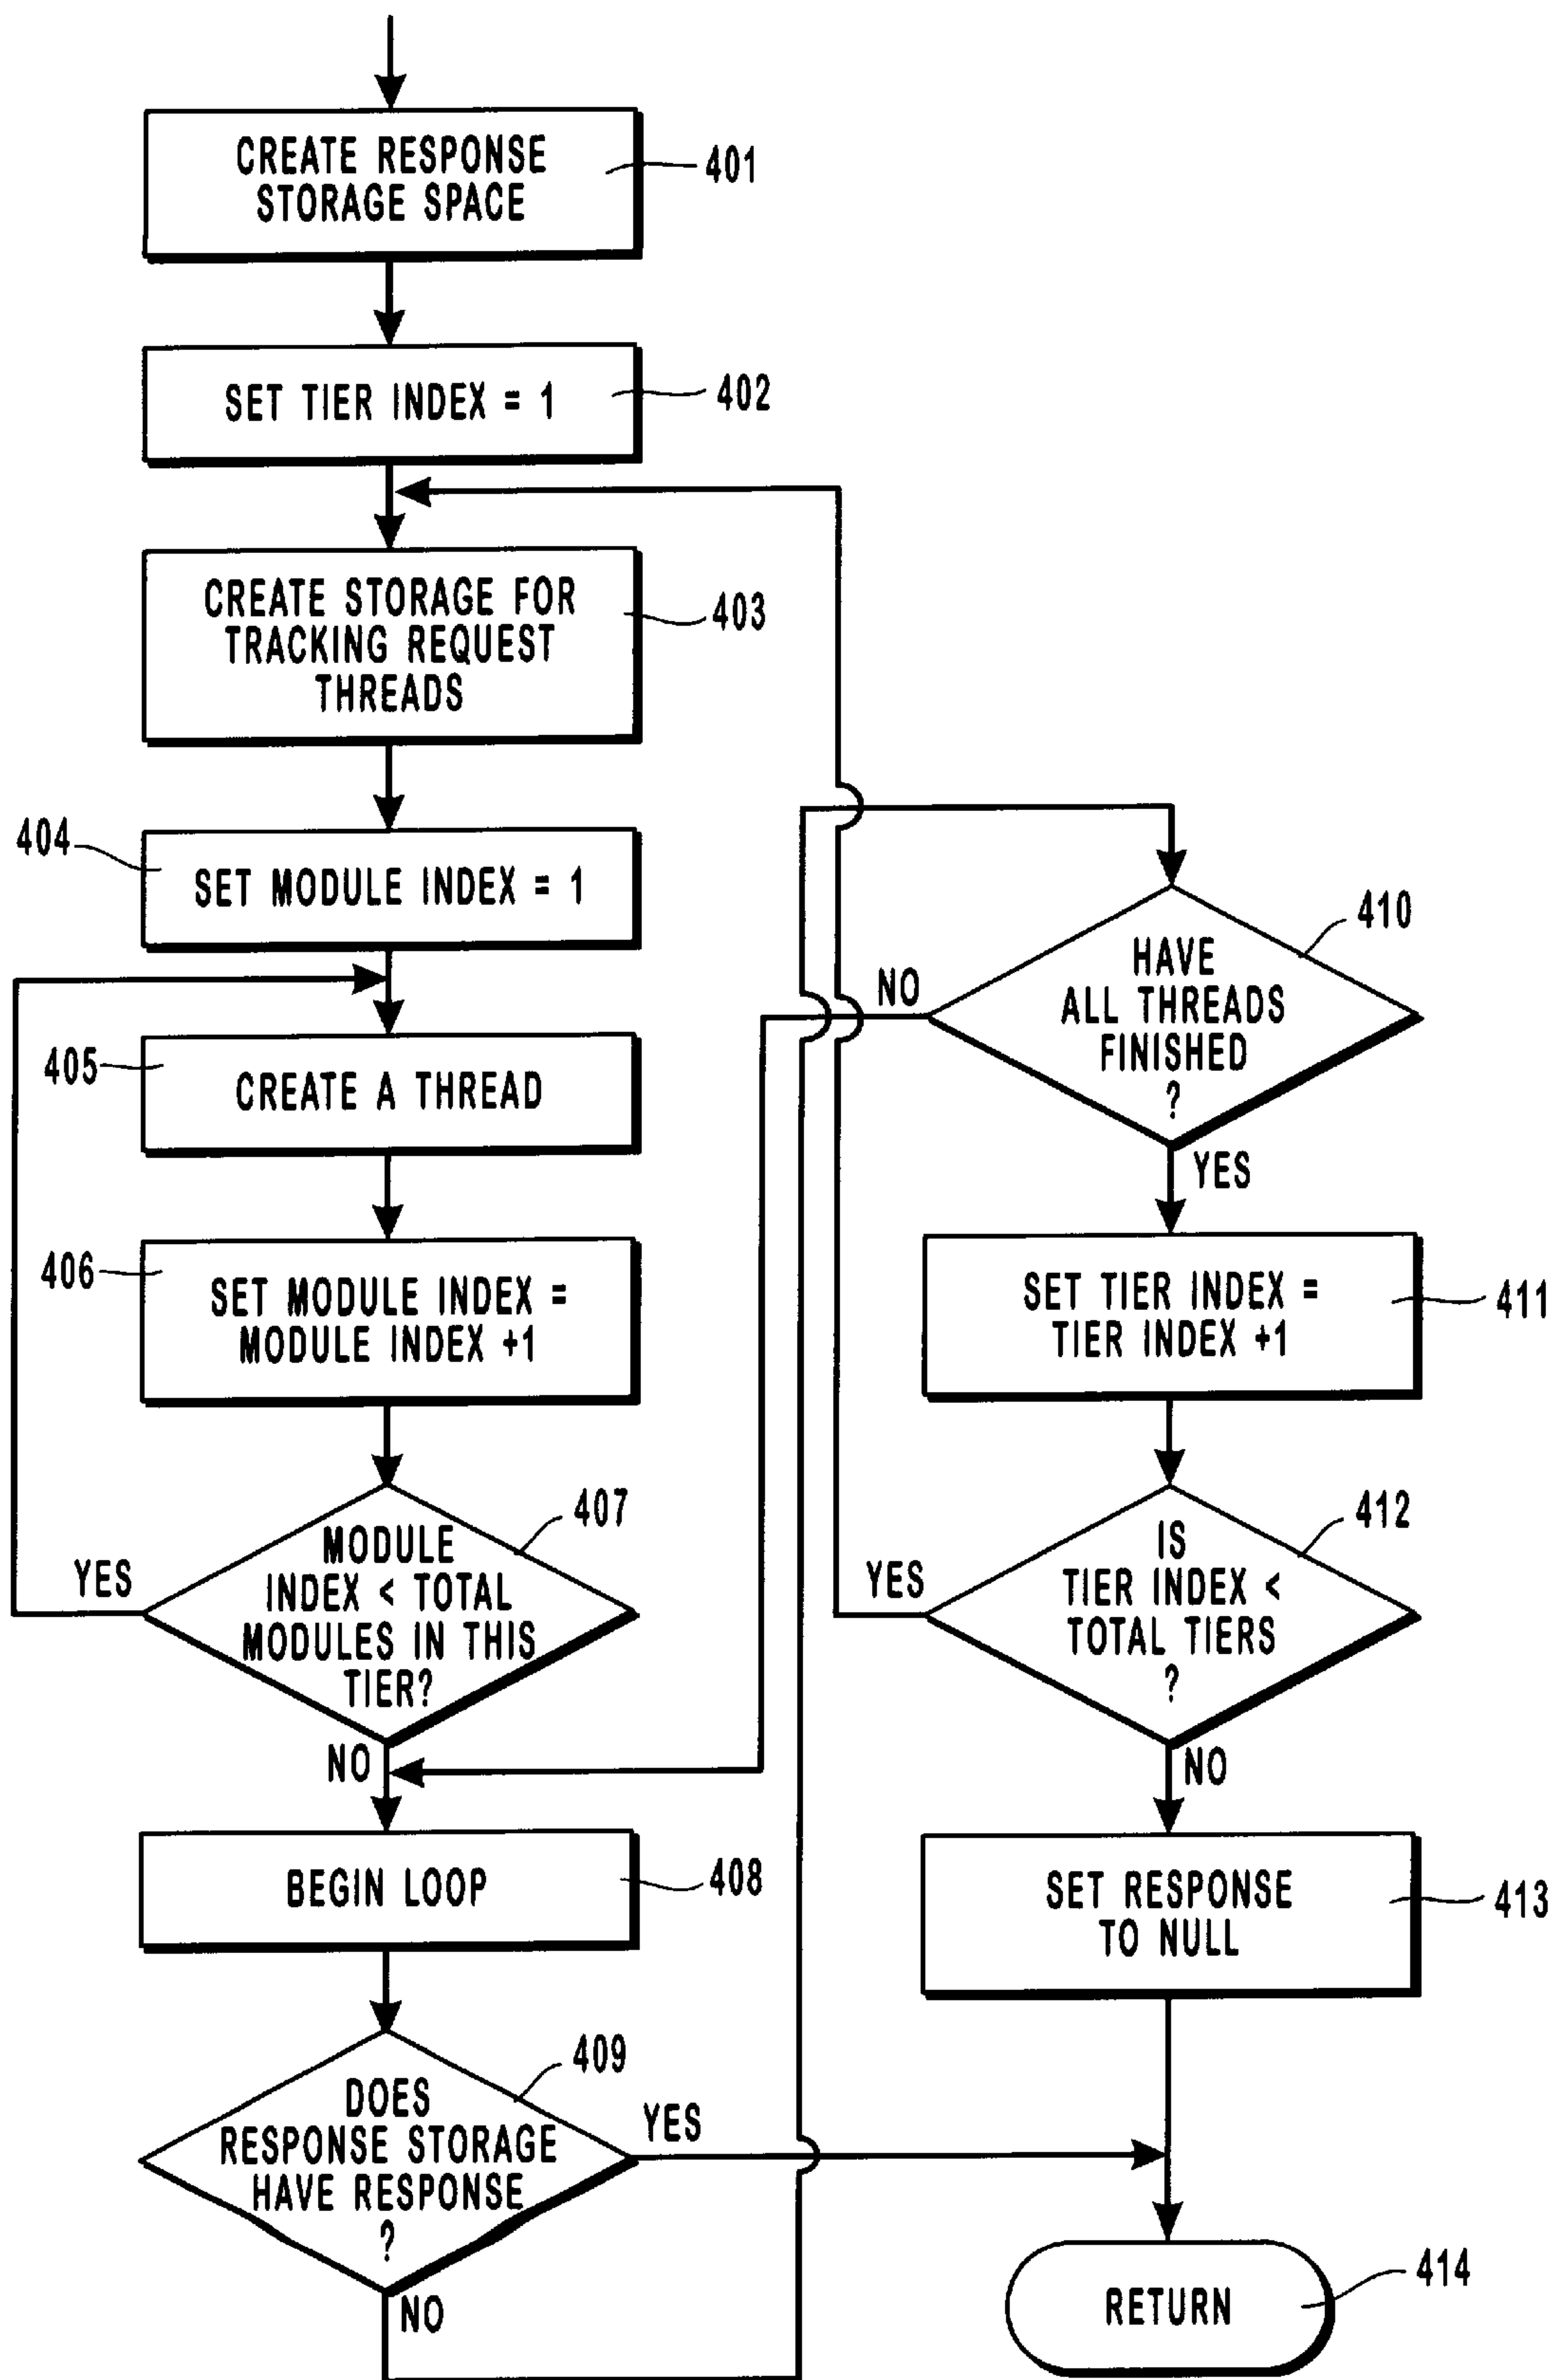 CREATE RESPONSE
STORAGE SPACE
401
SET TIER INDEX = 1
402
CREATE STORAGE FOR
TRACKING REQUEST
THREADS
403
404
SET MODULE INDEX = 1
405
CREATE A THREAD
406
SET MODULE INDEX =
MODULE INDEX +1
407
MODULE
INDEX < TOTAL
MODULES IN THIS
TIER?
YES
NO
BEGIN LOOP
408
409
DOES
RESPONSE STORAGE
HAVE RESPONSE
?
YES
NO
410
HAVE
ALL THREADS
FINISHED
?
NO
YES
SET TIER INDEX =
TIER INDEX +1
411
412
IS
TIER INDEX <
TOTAL TIERS
?
YES
NO
SET RESPONSE
TO NULL
413
RETURN
414